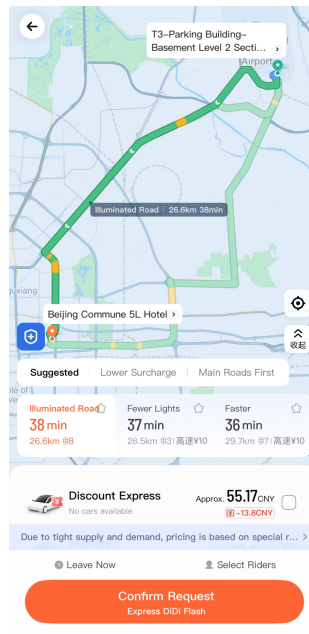 T3–Parking Building–
Basement Level 2 Secti... >
Airport
Illuminated Road | 26.6km 38min
Beijing Commune 5L Hotel >
收起
Suggested
Lower Surcharge
Main Roads First
Illuminated Road
Fewer Lights
Faster
38 min
37 min
36 min
26.6km 8
26.5km 3 | 高速¥10
29.7km 7 | 高速¥10
Discount Express
Approx. 55.17CNY
No cars available
–13.8CNY
Due to tight supply and demand, pricing is based on special r... >
Leave Now
Select Riders
Confirm Request
Express DiDi Flash